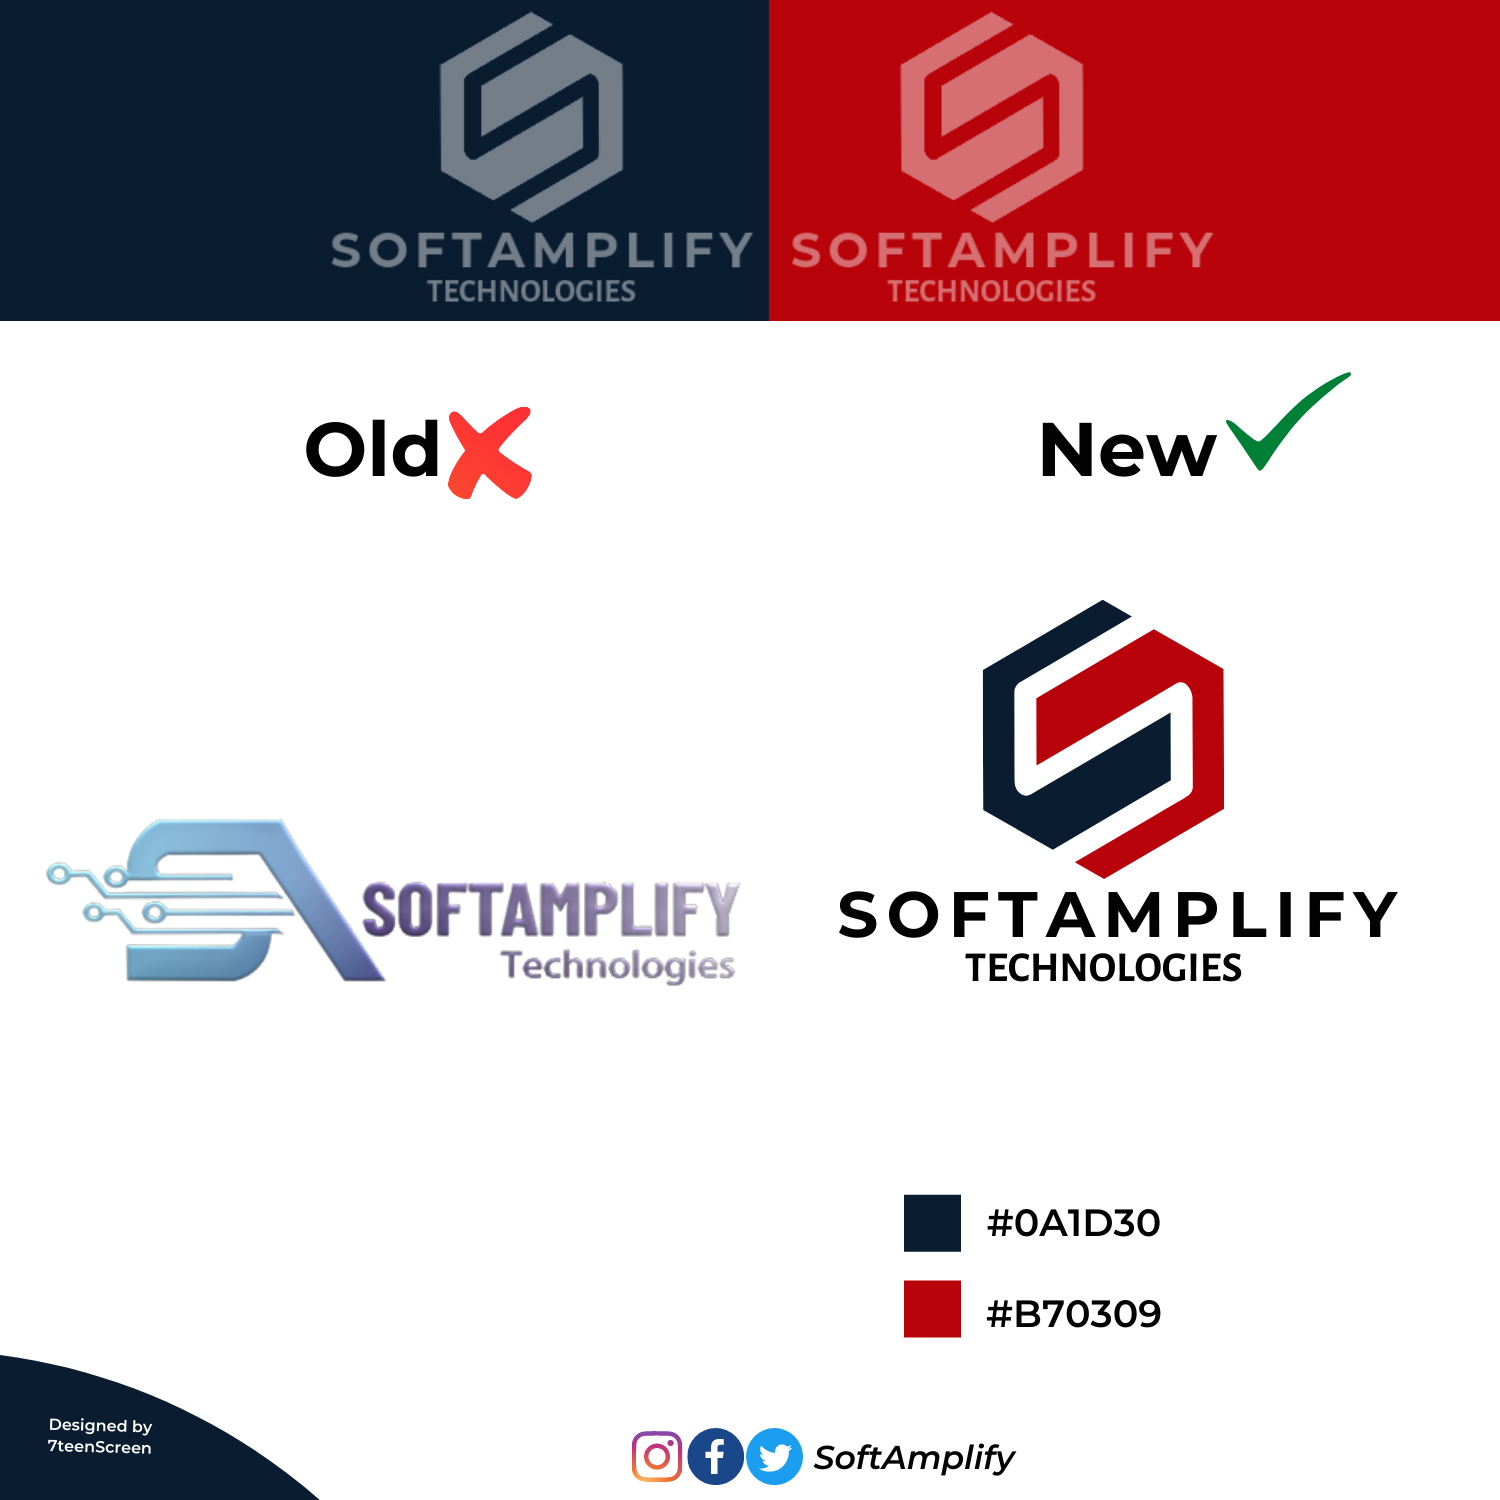 SOFTAMPLIFY
TECHNOLOGIES
SOFTAMPLIFY
TECHNOLOGIES
Old
New
SOFTAMPLIFY
Technologies
SOFTAMPLIFY
TECHNOLOGIES
#0A1D30
#B70309
Designed by
7teenScreen
SoftAmplify